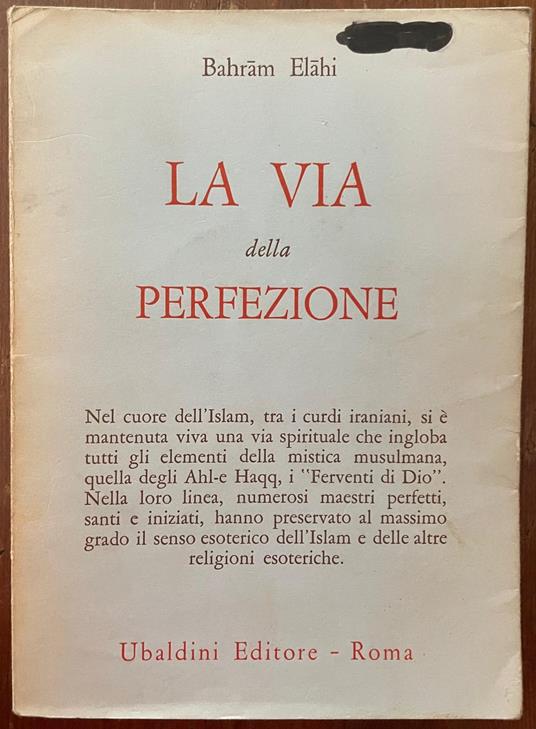 Bahrām Elāhi
LA VIA
della
PERFEZIONE
Nel cuore dell'Islam, tra i curdi iraniani, si è
mantenuta viva una via spirituale che ingloba
tutti gli elementi della mistica musulmana,
quella degli Ahl-e Haqq, i "Ferventi di Dio".
Nella loro linea, numerosi maestri perfetti,
santi e iniziati, hanno preservato al massimo
grado il senso esoterico dell'Islam e delle altre
religioni esoteriche.
Ubaldini Editore - Roma